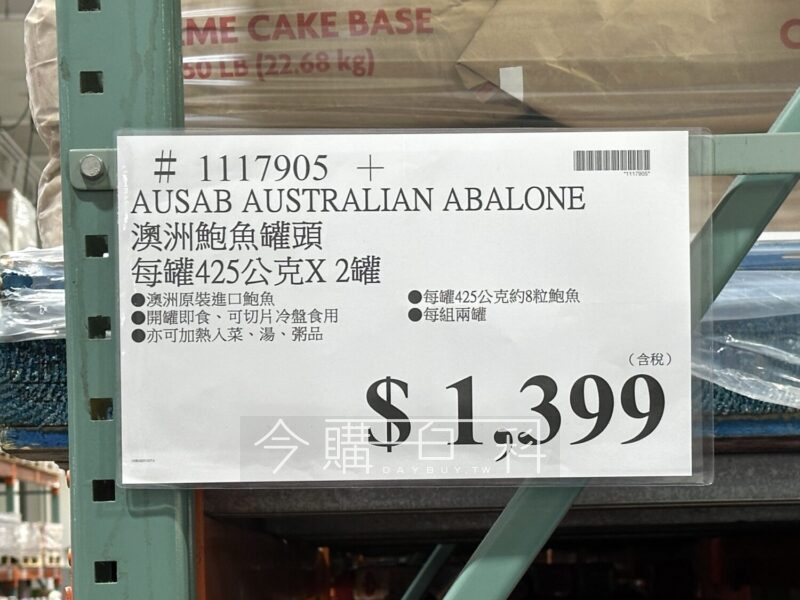 ME CAKE BASE
50 LB (22.68 kg)
# 1117905 +
*1117905*
AUSAB AUSTRALIAN ABALONE
澳洲鮑魚罐頭
每罐425公克X 2罐
●澳洲原裝進口鮑魚
●開罐即食、可切片冷盤食用
●亦可加熱入菜、湯、粥品
●每罐425公克約8粒鮑魚
●每組兩罐
(含稅)
$ 1,399
今購百科
DAYBUY.TW